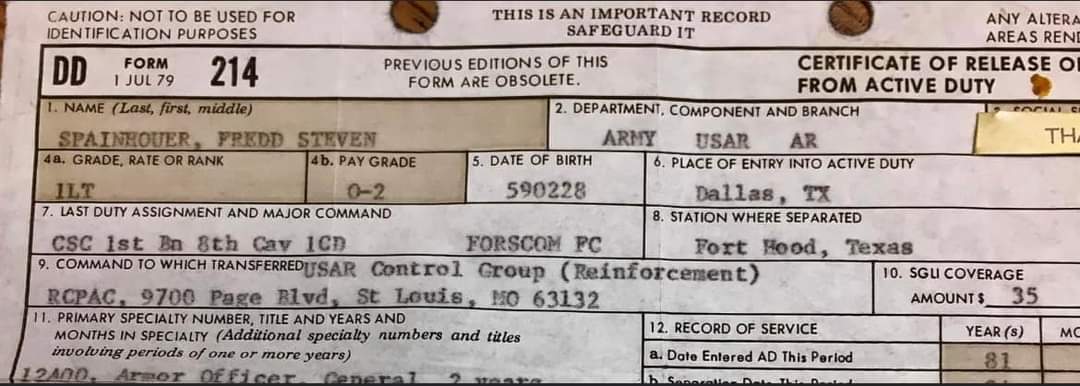 CAUTION: NOT TO BE USED FOR
IDENTIFICATION PURPOSES
THIS IS AN IMPORTANT RECORD
SAFEGUARD IT
ANY ALTERA
AREAS REND
DD FORM 1 JUL 79 214
PREVIOUS EDITIONS OF THIS
FORM ARE OBSOLETE.
CERTIFICATE OF RELEASE O
FROM ACTIVE DUTY
1. NAME (Last, first, middle)
SPAINHOUER, FREDD STEVEN
2. DEPARTMENT, COMPONENT AND BRANCH
ARMY USAR AR
TH
4a. GRADE, RATE OR RANK
1LT
4b. PAY GRADE
O-2
5. DATE OF BIRTH
590228
6. PLACE OF ENTRY INTO ACTIVE DUTY
Dallas, TX
7. LAST DUTY ASSIGNMENT AND MAJOR COMMAND
CSC 1st Bn 8th Cav 1CD FORSCOM FC
8. STATION WHERE SEPARATED
Fort Hood, Texas
9. COMMAND TO WHICH TRANSFERRED USAR Control Group (Reinforcement)
RCPAC, 9700 Page Blvd, St Louis, MO 63132
10. SGLI COVERAGE
AMOUNT $ 35
11. PRIMARY SPECIALTY NUMBER, TITLE AND YEARS AND
MONTHS IN SPECIALTY (Additional specialty numbers and titles
involving periods of one or more years)
12A00, Armor Officer, General 2 years
12. RECORD OF SERVICE
YEAR (s)
MO
a. Date Entered AD This Period
81
b. Separation Date This Period